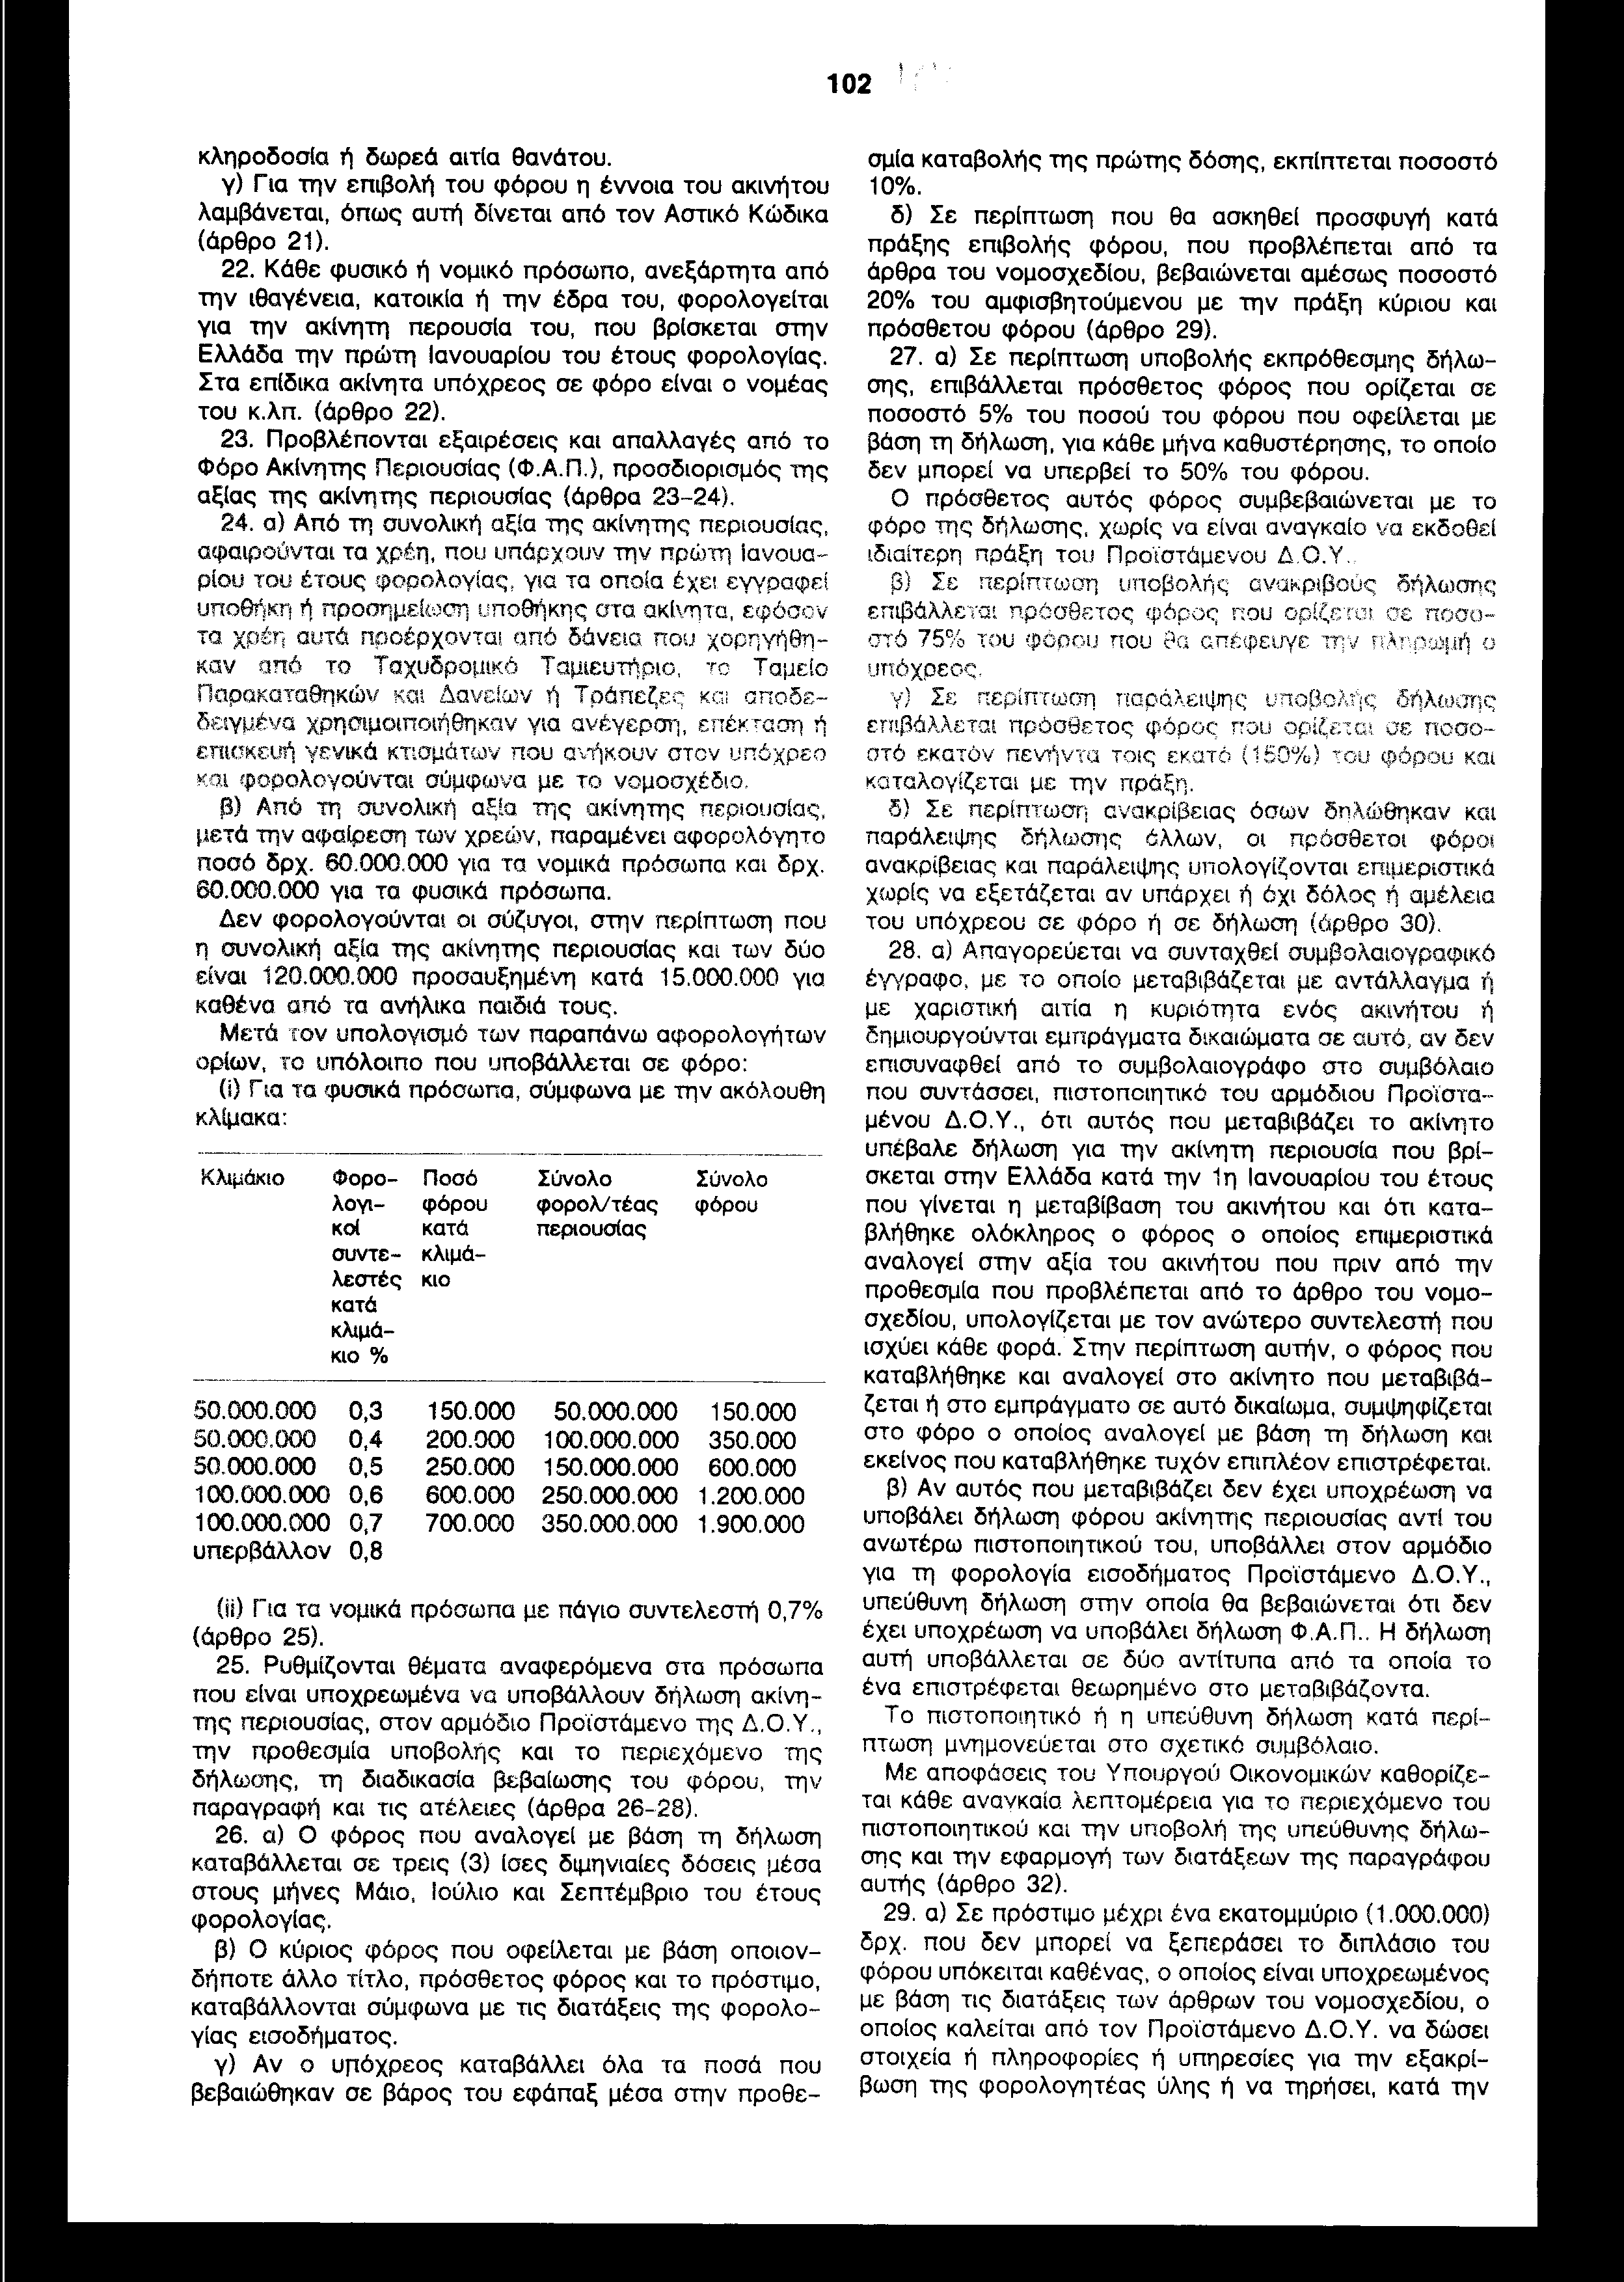 102
κληροδοσία ή δωρεά αιτία θανάτου.
γ) Για την επιβολή του φόρου η έννοια του ακινήτου
λαμβάνεται, όπως αυτή δίνεται από τον Αστικό Κώδικα
(άρθρο 21).
22. Κάθε φυσικό ή νομικό πρόσωπο, ανεξάρτητα από
την ιθαγένεια, κατοικία ή την έδρα του, φορολογείται
για την ακίνητη περουσία του, που βρίσκεται στην
Ελλάδα την πρώτη Ιανουαρίου του έτους φορολογίας.
Στα επίδικα ακίνητα υπόχρεος σε φόρο είναι ο νομέας
του κ.λπ. (άρθρο 22).
23. Προβλέπονται εξαιρέσεις και απαλλαγές από το
Φόρο Ακίνητης Περιουσίας (Φ.Α.Π.), προσδιορισμός της
αξίας της ακίνητης περιουσίας (άρθρα 23-24).
24. α) Από τη συνολική αξία της ακίνητης περιουσίας,
αφαιρούνται τα χρέη, που υπάρχουν την πρώτη Ιανουα-
ρίου του έτους φορολογίας, για τα οποία έχει εγγραφεί
υποθήκη ή προσημείωση υποθήκης στα ακίνητα, εφόσον
τα χρέη αυτά προέρχονται από δάνεια που χορηγήθη-
καν από το Ταχυδρομικό Ταμιευτήριο, το Ταμείο
Παρακαταθηκών και Δανείων ή Τράπεζες και αποδε-
δειγμένα χρησιμοποιήθηκαν για ανέγερση, επέκταση ή
επισκευή γενικά κτισμάτων που ανήκουν στον υπόχρεο
και φορολογούνται σύμφωνα με το νομοσχέδιο.
β) Από τη συνολική αξία της ακίνητης περιουσίας,
μετά την αφαίρεση των χρεών, παραμένει αφορολόγητο
ποσό δρχ. 60.000.000 για τα νομικά πρόσωπα και δρχ.
60.000.000 για τα φυσικά πρόσωπα.
Δεν φορολογούνται οι σύζυγοι, στην περίπτωση που
η συνολική αξία της ακίνητης περιουσίας και των δύο
είναι 120.000.000 προσαυξημένη κατά 15.000.000 για
καθένα από τα ανήλικα παιδιά τους.
Μετά τον υπολογισμό των παραπάνω αφορολογήτων
ορίων, το υπόλοιπο που υποβάλλεται σε φόρο:
(i) Για τα φυσικά πρόσωπα, σύμφωνα με την ακόλουθη
κλίμακα:
Κλιμάκιο Φορο- Ποσό Σύνολο Σύνολο
λογι- φόρου φορολ/τέας φόρου
κοί κατά περιουσίας
συντε- κλιμά-
λεστές κιο
κατά
κλιμά-
κιο %
50.000.000 0,3 150.000 50.000.000 150.000
50.000.000 0,4 200.000 100.000.000 350.000
50.000.000 0,5 250.000 150.000.000 600.000
100.000.000 0,6 600.000 250.000.000 1.200.000
100.000.000 0,7 700.000 350.000.000 1.900.000
υπερβάλλον 0,8
(ii) Για τα νομικά πρόσωπα με πάγιο συντελεστή 0,7%
(άρθρο 25).
25. Ρυθμίζονται θέματα αναφερόμενα στα πρόσωπα
που είναι υποχρεωμένα να υποβάλλουν δήλωση ακίνη-
της περιουσίας, στον αρμόδιο Προϊστάμενο της Δ.Ο.Υ.,
την προθεσμία υποβολής και το περιεχόμενο της
δήλωσης, τη διαδικασία βεβαίωσης του φόρου, την
παραγραφή και τις ατέλειες (άρθρα 26-28).
26. α) Ο φόρος που αναλογεί με βάση τη δήλωση
καταβάλλεται σε τρεις (3) ίσες διμηνιαίες δόσεις μέσα
στους μήνες Μάιο, Ιούλιο και Σεπτέμβριο του έτους
φορολογίας.
β) Ο κύριος φόρος που οφείλεται με βάση οποιον-
δήποτε άλλο τίτλο, πρόσθετος φόρος και το πρόστιμο,
καταβάλλονται σύμφωνα με τις διατάξεις της φορολο-
γίας εισοδήματος.
γ) Αν ο υπόχρεος καταβάλλει όλα τα ποσά που
βεβαιώθηκαν σε βάρος του εφάπαξ μέσα στην προθε-
σμία καταβολής της πρώτης δόσης, εκπίπτεται ποσοστό
10%.
δ) Σε περίπτωση που θα ασκηθεί προσφυγή κατά
πράξης επιβολής φόρου, που προβλέπεται από τα
άρθρα του νομοσχεδίου, βεβαιώνεται αμέσως ποσοστό
20% του αμφισβητούμενου με την πράξη κύριου και
πρόσθετου φόρου (άρθρο 29).
27. α) Σε περίπτωση υποβολής εκπρόθεσμης δήλω-
σης, επιβάλλεται πρόσθετος φόρος που ορίζεται σε
ποσοστό 5% του ποσού του φόρου που οφείλεται με
βάση τη δήλωση, για κάθε μήνα καθυστέρησης, το οποίο
δεν μπορεί να υπερβεί το 50% του φόρου.
Ο πρόσθετος αυτός φόρος συμβεβαιώνεται με το
φόρο της δήλωσης, χωρίς να είναι αναγκαίο να εκδοθεί
ιδιαίτερη πράξη του Προϊστάμενου Δ.Ο.Υ..
β) Σε περίπτωση υποβολής ανακριβούς δήλωσης
επιβάλλεται πρόσθετος φόρος που ορίζεται σε ποσο-
στό 75% του φόρου που θα απέφευγε την πληρωμή ο
υπόχρεος.
γ) Σε περίπτωση παράλειψης υποβολής δήλωσης
επιβάλλεται πρόσθετος φόρος που ορίζεται σε ποσο-
στό εκατόν πενήντα τοις εκατό (150%) του φόρου και
καταλογίζεται με την πράξη.
δ) Σε περίπτωση ανακρίβειας όσων δηλώθηκαν και
παράλειψης δήλωσης άλλων, οι πρόσθετοι φόροι
ανακρίβειας και παράλειψης υπολογίζονται επιμεριστικά
χωρίς να εξετάζεται αν υπάρχει ή όχι δόλος ή αμέλεια
του υπόχρεου σε φόρο ή σε δήλωση (άρθρο 30).
28. α) Απαγορεύεται να συνταχθεί συμβολαιογραφικό
έγγραφο, με το οποίο μεταβιβάζεται με αντάλλαγμα ή
με χαριστική αιτία η κυριότητα ενός ακινήτου ή
δημιουργούνται εμπράγματα δικαιώματα σε αυτό, αν δεν
επισυναφθεί από το συμβολαιογράφο στο συμβόλαιο
που συντάσσει, πιστοποιητικό του αρμόδιου Προϊστα-
μένου Δ.Ο.Υ., ότι αυτός που μεταβιβάζει το ακίνητο
υπέβαλε δήλωση για την ακίνητη περιουσία που βρί-
σκεται στην Ελλάδα κατά την 1η Ιανουαρίου του έτους
που γίνεται η μεταβίβαση του ακινήτου και ότι κατα-
βλήθηκε ολόκληρος ο φόρος ο οποίος επιμεριστικά
αναλογεί στην αξία του ακινήτου που πριν από την
προθεσμία που προβλέπεται από το άρθρο του νομο-
σχεδίου, υπολογίζεται με τον ανώτερο συντελεστή που
ισχύει κάθε φορά. Στην περίπτωση αυτήν, ο φόρος που
καταβλήθηκε και αναλογεί στο ακίνητο που μεταβιβά-
ζεται ή στο εμπράγματο σε αυτό δικαίωμα, συμψηφίζεται
στο φόρο ο οποίος αναλογεί με βάση τη δήλωση και
εκείνος που καταβλήθηκε τυχόν επιπλέον επιστρέφεται.
β) Αν αυτός που μεταβιβάζει δεν έχει υποχρέωση να
υποβάλει δήλωση φόρου ακίνητης περιουσίας αντί του
ανωτέρω πιστοποιητικού του, υποβάλλει στον αρμόδιο
για τη φορολογία εισοδήματος Προϊστάμενο Δ.Ο.Υ.,
υπεύθυνη δήλωση στην οποία θα βεβαιώνεται ότι δεν
έχει υποχρέωση να υποβάλει δήλωση Φ.Α.Π.. Η δήλωση
αυτή υποβάλλεται σε δύο αντίτυπα από τα οποία το
ένα επιστρέφεται θεωρημένο στο μεταβιβάζοντα.
Το πιστοποιητικό ή η υπεύθυνη δήλωση κατά περί-
πτωση μνημονεύεται στο σχετικό συμβόλαιο.
Με αποφάσεις του Υπουργού Οικονομικών καθορίζε-
ται κάθε αναγκαία λεπτομέρεια για το περιεχόμενο του
πιστοποιητικού και την υποβολή της υπεύθυνης δήλω-
σης και την εφαρμογή των διατάξεων της παραγράφου
αυτής (άρθρο 32).
29. α) Σε πρόστιμο μέχρι ένα εκατομμύριο (1.000.000)
δρχ. που δεν μπορεί να ξεπεράσει το διπλάσιο του
φόρου υπόκειται καθένας, ο οποίος είναι υποχρεωμένος
με βάση τις διατάξεις των άρθρων του νομοσχεδίου, ο
οποίος καλείται από τον Προϊστάμενο Δ.Ο.Υ. να δώσει
στοιχεία ή πληροφορίες ή υπηρεσίες για την εξακρί-
βωση της φορολογητέας ύλης ή να τηρήσει, κατά την